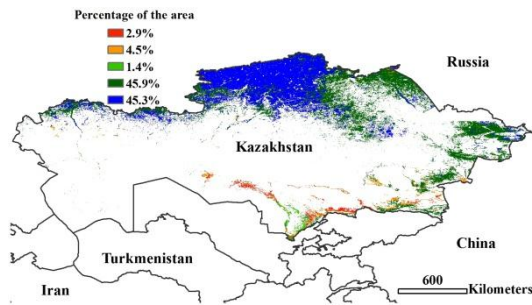 Percentage of the area
2.9%
4.5%
1.4%
45.9%
45.3%
Russia
Kazakhstan
China
Turkmenistan
Iran
600
Kilometers